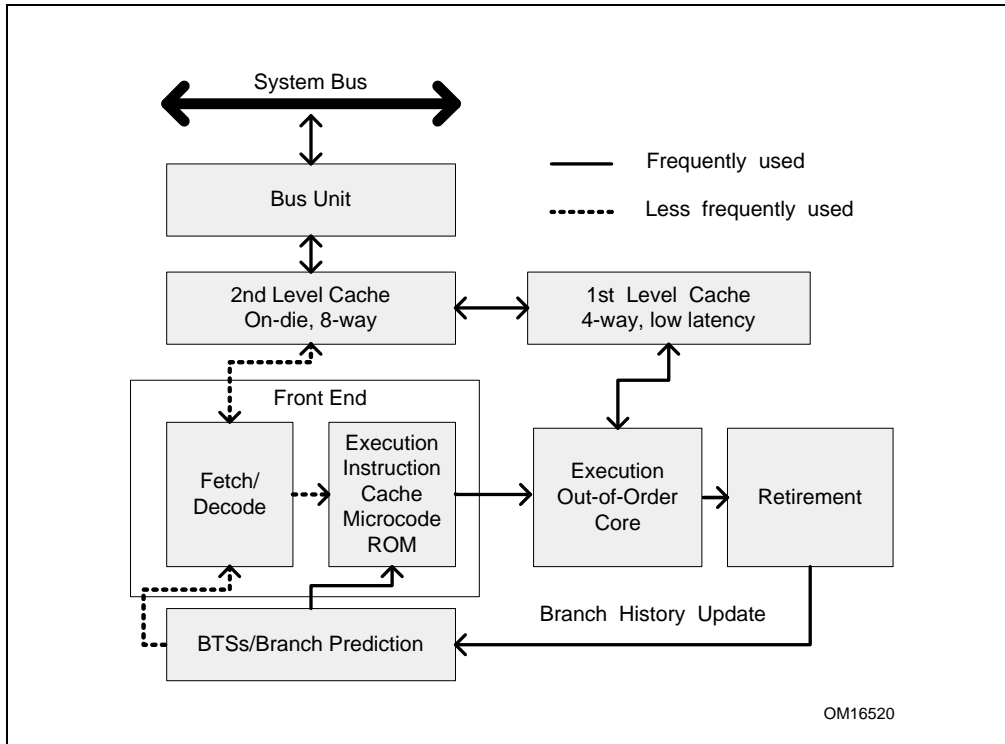 System Bus
Frequently used
Less frequently used
Bus Unit
2nd Level Cache
On-die, 8-way
1st Level Cache
4-way, low latency
Front End
Fetch/
Decode
Execution
Instruction
Cache
Microcode
ROM
Execution
Out-of-Order
Core
Retirement
Branch History Update
BTSs/Branch Prediction
OM16520